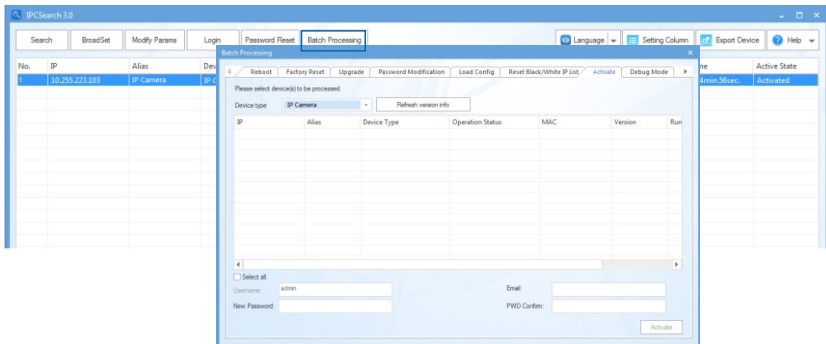 IPCSearch 3.0
Search BroadSet Modify Params Login Password Reset Batch Processing Language Setting Column Export Device Help
No. IP Alias Active State
1 10.255.223.103 IP Camera 4min.56sec. Activated
Batch Processing
Reboot Factory Reset Upgrade Password Modification Load Config Reset Black/White IP List Activate Debug Mode
Please select device(s) to be processed.
Device type IP Camera Refresh version info
IP Alias Device Type Operation Status MAC Version Run
Select all
Username: admin Email:
New Password: PWD Confirm:
Activate